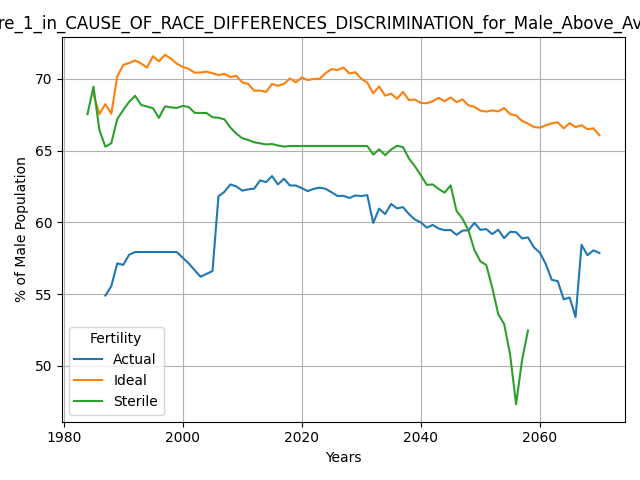 re_1_in_CAUSE_OF_RACE_DIFFERENCES_DISCRIMINATION_for_Male_Above_Av
% of Male Population
70
65
60
55
50
Fertility
Actual
Ideal
Sterile
1980
2000
2020
2040
2060
Years